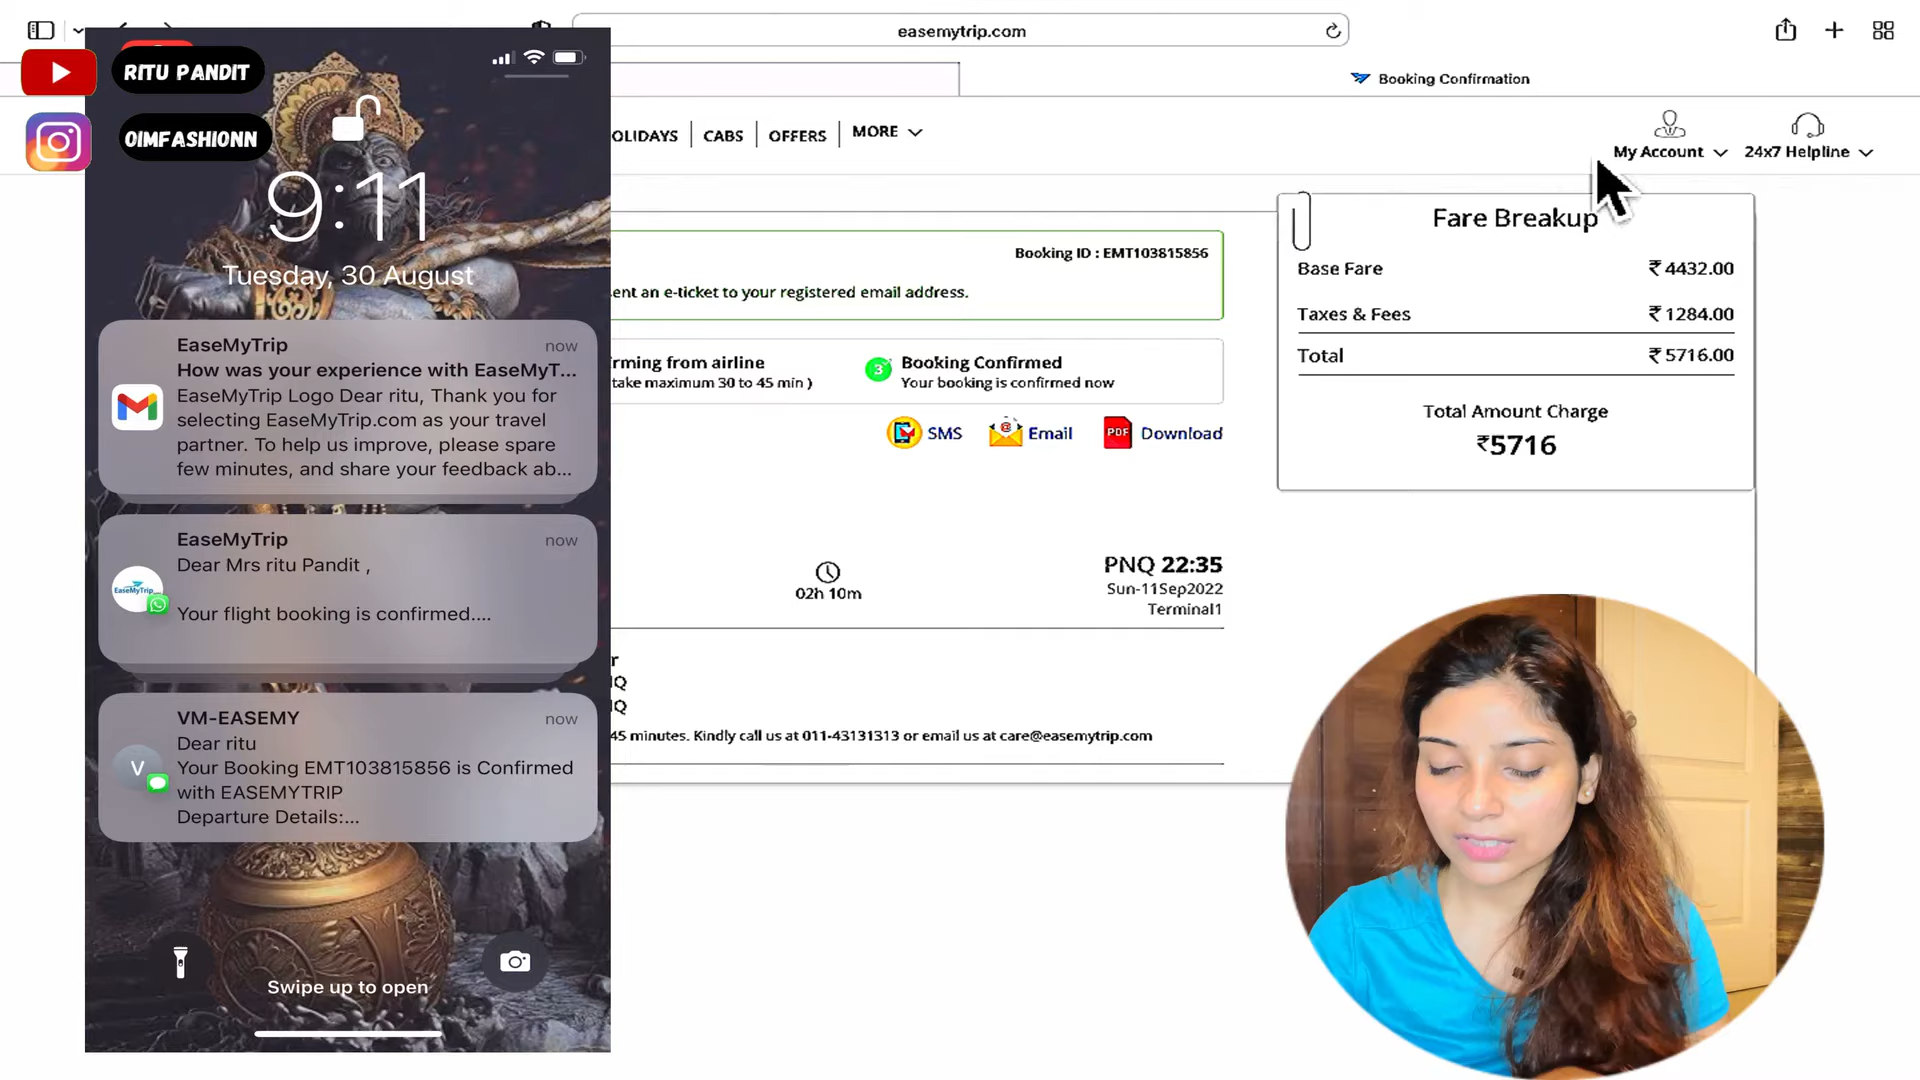 easemytrip.com
Booking Confirmation
RITU PANDIT
OIMFASHIONN
OLIDAYS
CABS
OFFERS
MORE
My Account
24x7 Helpline
9:11
Tuesday, 30 August
EaseMyTrip
now
How was your experience with EaseMyT...
EaseMyTrip Logo Dear ritu, Thank you for
selecting EaseMyTrip.com as your travel
partner. To help us improve, please spare
few minutes, and share your feedback ab...
EaseMyTrip
now
EaseMyTrip
Dear Mrs ritu Pandit ,
Your flight booking is confirmed....
VM-EASEMY
now
V
Dear ritu
Your Booking EMT103815856 is Confirmed
with EASEMYTRIP
Departure Details:...
Swipe up to open
Booking ID : EMT103815856
ent an e-ticket to your registered email address.
rming from airline
take maximum 30 to 45 min )
3
Booking Confirmed
Your booking is confirmed now
SMS
Email
PDF
Download
02h 10m
PNQ 22:35
Sun-11Sep2022
Terminal1
r
IQ
IQ
45 minutes. Kindly call us at 011-43131313 or email us at care@easemytrip.com
Fare Breakup
Base Fare
₹ 4432.00
Taxes & Fees
₹ 1284.00
Total
₹ 5716.00
Total Amount Charge
₹5716